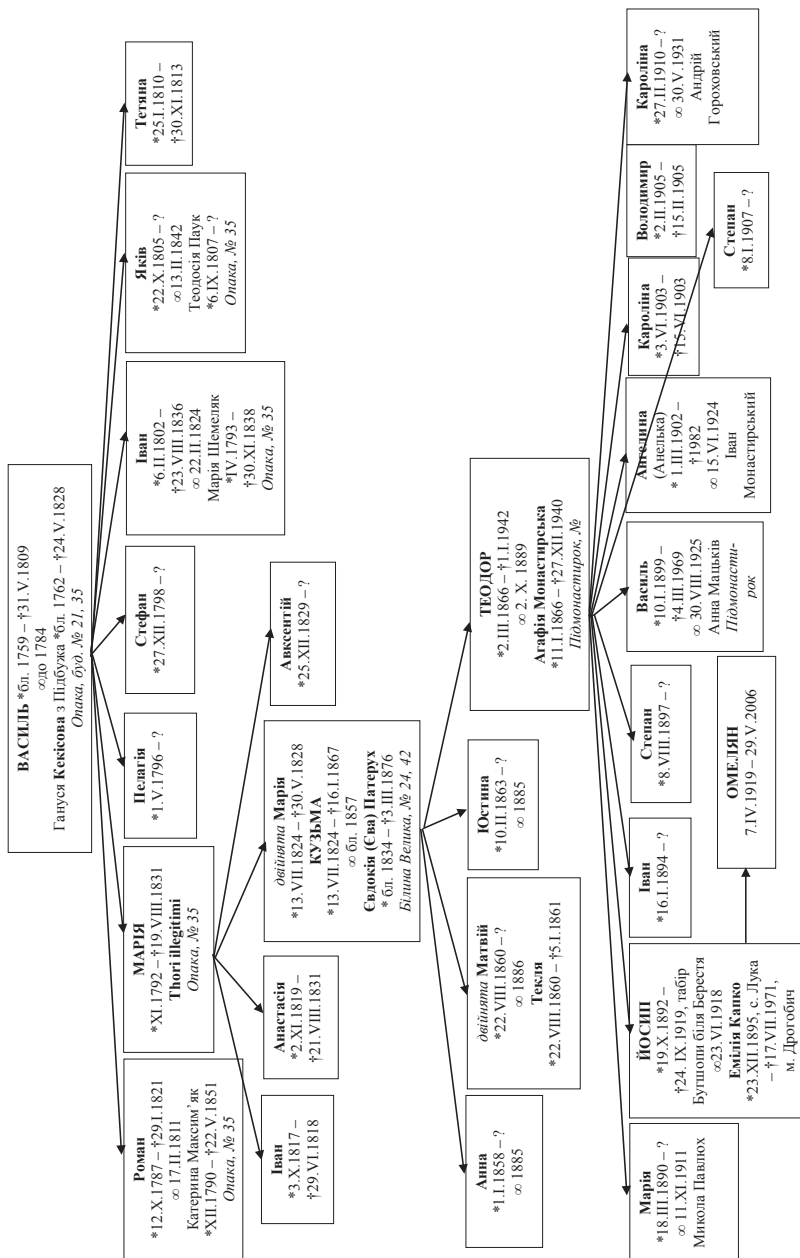 ВАСИЛЬ *бл. 1759 – †31.V.1809
∞до 1784
Гануся Кекісова з Підбужа *бл. 1762 – †24.V.1828
Опака, буд. № 21, 35
Роман
*12.X.1787 – †29.I.1821
∞ 17.II.1811
Катерина Максим’як
*XII.1790 – †22.V.1851
Опака, № 35
МАРІЯ
*XI.1792 – †19.VIII.1831
Thori illegitimi
Опака, № 35
Пелагія
*1.V.1796 – ?
Стефан
*27.XII.1798 – ?
Іван
*6.II.1802 –
†23.VIII.1836
∞ 22.II.1824
Марія Шемеляк
*IV.1793 –
†30.XI.1838
Опака, № 35
Яків
*22.X.1805 – ?
∞13.II.1842
Теодосія Паук
*6.IX.1807 – ?
Опака, № 35
Тетяна
*25.I.1810 –
†30.XI.1813
Іван
*3.X.1817 –
†29.VI.1818
Анастасія
*2.XI.1819 –
†21.VIII.1831
двійнята Марія
*13.VII.1824 – †30.V.1828
КУЗЬМА
*13.VII.1824 – †16.I.1867
∞ бл. 1857
Євдокія (Єва) Патерух
* бл. 1834 – †3.III.1876
Білина Велика, № 24, 42
Авксентій
*25.XII.1829 – ?
Анна
*1.I.1858 – ?
∞ 1885
двійнята Матвій
*22. VIII.1860 – ?
∞ 1886
Текля
*22.VIII.1860 – †5.I.1861
Юстина
*10.II.1863 – ?
∞ 1885
ТЕОДОР
*2.III.1866 – †1.I.1942
∞ 2. X. 1889
Агафія Монастирська
*11.I.1866 – †27.XII.1940
Підмонастирок, №
Марія
*18.III.1890 – ?
∞ 11.XI.1911
Микола Павлюх
ЙОСИП
*19.X.1892 –
†24. IX.1919, табір
Бугшопи біля Берестя
∞23.VI.1918
Емілія Капко
*23.XII.1895, с. Лука
– †17.VII.1971,
м. Дрогобич
Іван
*16.I.1894 – ?
Степан
*8.VIII.1897 – ?
Василь
*10.I.1899 –
†4.III.1969
∞ 30.VIII.1925
Анна Мацьків
Підмонасти-
рок
Ангелина
(Анелька)
* 1.III.1902 –
†1982
∞ 15.VI.1924
Іван
Монастирський
Кароліна
*3.VI.1903 –
†15.VI.1903
Володимир
*2.II.1905 –
†15.II.1905
Кароліна
*27.II.1910 – ?
∞ 30.V.1931
Андрій
Гороховський
ОМЕЛЯН
7.IV.1919 – 29.V.2006
Степан
*8.I.1907 – ?